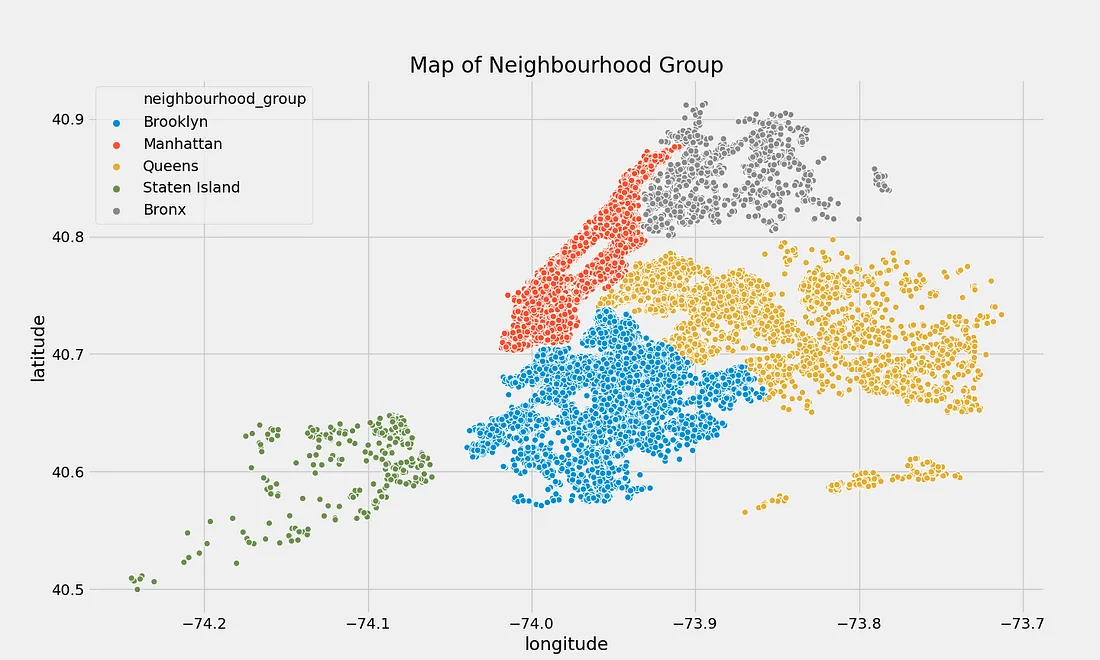 Map of Neighbourhood Group
neighbourhood_group
Brooklyn
Manhattan
Queens
Staten Island
Bronx
40.9
40.8
40.7
40.6
40.5
latitude
−74.2 −74.1 −74.0 −73.9 −73.8 −73.7
longitude